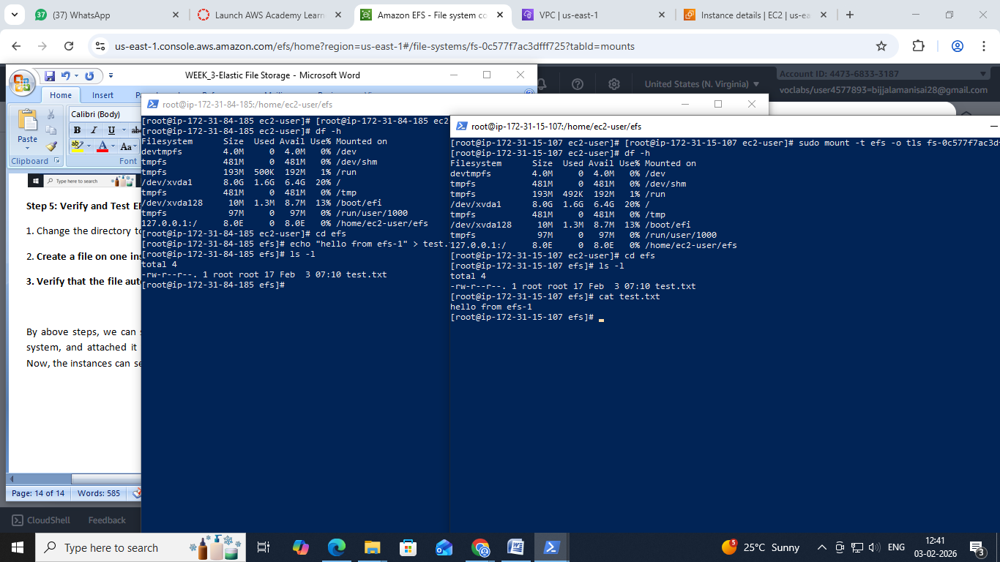 (37) WhatsApp
Launch AWS Academy Learn
Amazon EFS - File system co
VPC | us-east-1
Instance details | EC2 | us-ea
us-east-1.console.aws.amazon.com/efs/home?region=us-east-1#/file-systems/fs-0c577f7ac3dfff725?tabId=mounts
WEEK_3-Elastic File Storage - Microsoft Word
United States (N. Virginia)
Account ID: 4473-6833-3187
voclabs/user4577893=bijjalamanisai28@gmail.com
Home Insert
Paste
Clipboard
Calibri (Body)
B I U abc
Aa
Font
Type here to search
Step 5: Verify and Test E
1. Change the directory to
2. Create a file on one ins
3. Verify that the file auto
By above steps, we can
system, and attached it
Now, the instances can se
Page: 14 of 14 Words: 585
CloudShell Feedback
root@ip-172-31-84-185:/home/ec2-user/efs
[root@ip-172-31-84-185 ec2-user]# [root@ip-172-31-84-185 ec2
[root@ip-172-31-84-185 ec2-user]# df -h
Filesystem Size Used Avail Use% Mounted on
devtmpfs 4.0M 0 4.0M 0% /dev
tmpfs 481M 0 481M 0% /dev/shm
tmpfs 193M 500K 192M 1% /run
/dev/xvda1 8.0G 1.6G 6.4G 20% /
tmpfs 481M 0 481M 0% /tmp
/dev/xvda128 10M 1.3M 8.7M 13% /boot/efi
tmpfs 97M 0 97M 0% /run/user/1000
127.0.0.1:/ 8.0E 0 8.0E 0% /home/ec2-user/efs
[root@ip-172-31-84-185 ec2-user]# cd efs
[root@ip-172-31-84-185 efs]# echo "hello from efs-1" > test.
[root@ip-172-31-84-185 efs]# ls -l
total 4
-rw-r--r--. 1 root root 17 Feb 3 07:10 test.txt
[root@ip-172-31-84-185 efs]#
root@ip-172-31-15-107:/home/ec2-user/efs
[root@ip-172-31-15-107 ec2-user]# [root@ip-172-31-15-107 ec2-user]# sudo mount -t efs -o tls fs-0c577f7ac3d
[root@ip-172-31-15-107 ec2-user]# df -h
Filesystem Size Used Avail Use% Mounted on
devtmpfs 4.0M 0 4.0M 0% /dev
tmpfs 481M 0 481M 0% /dev/shm
tmpfs 193M 492K 192M 1% /run
/dev/xvda1 8.0G 1.6G 6.4G 20% /
tmpfs 481M 0 481M 0% /tmp
/dev/xvda128 10M 1.3M 8.7M 13% /boot/efi
tmpfs 97M 0 97M 0% /run/user/1000
127.0.0.1:/ 8.0E 0 8.0E 0% /home/ec2-user/efs
[root@ip-172-31-15-107 ec2-user]# cd efs
[root@ip-172-31-15-107 efs]# ls -l
total 4
-rw-r--r--. 1 root root 17 Feb 3 07:10 test.txt
[root@ip-172-31-15-107 efs]# cat test.txt
hello from efs-1
[root@ip-172-31-15-107 efs]#
Type here to search
5
25°C Sunny
ENG
12:41
03-02-2026
3